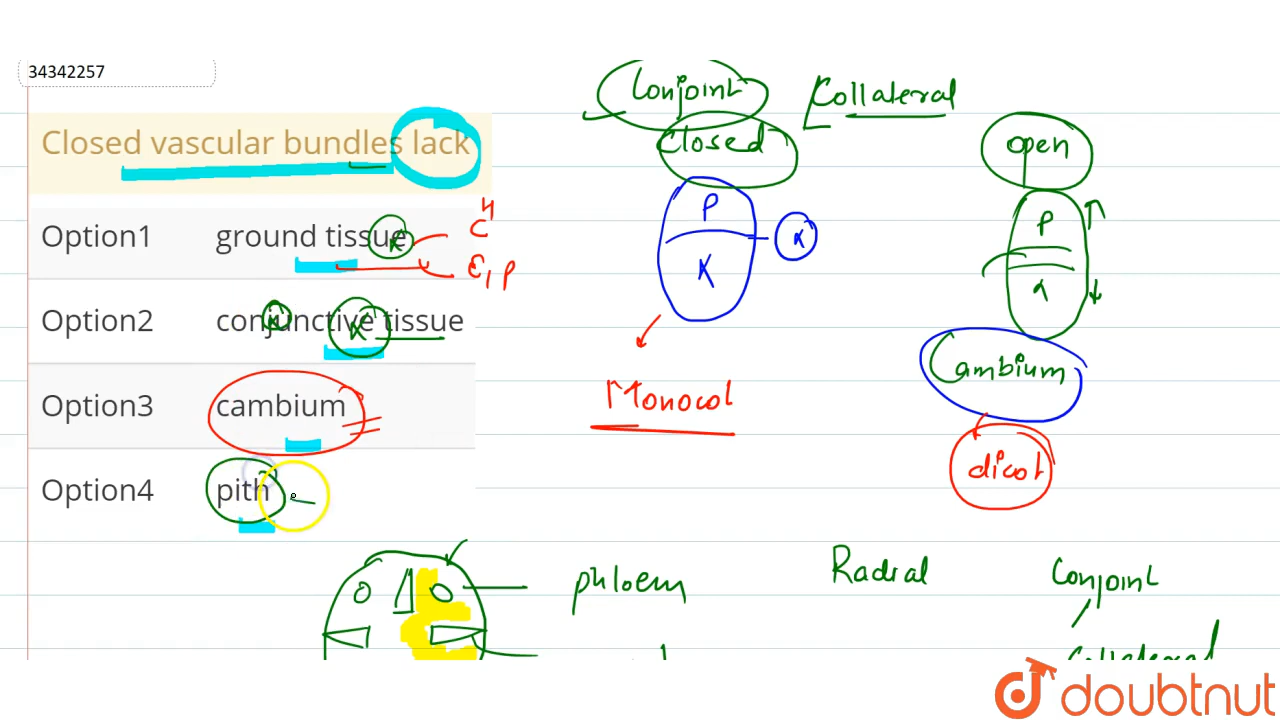 34342257
Closed vascular bundles lack
Option1 ground tissue
Option2 conjunctive tissue
Option3 cambium
Option4 pith
Conjoint
Collateral
Closed
open
P
P
Cambium
Monocot
dicot
phloem
Radial
Conjoint
Collateral
doubtnut